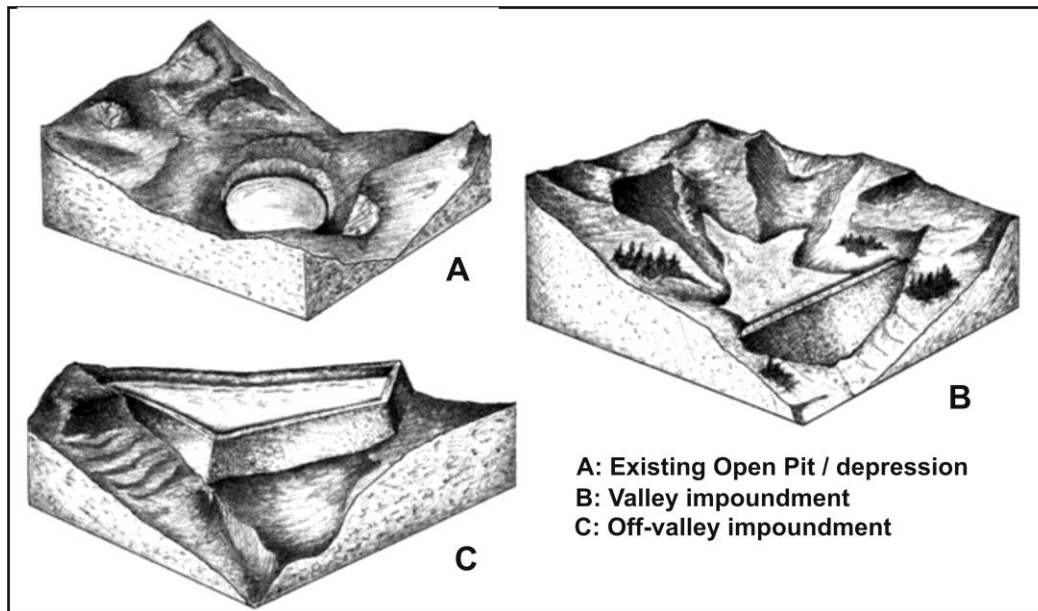 A
B
C
A: Existing Open Pit / depression
B: Valley impoundment
C: Off-valley impoundment